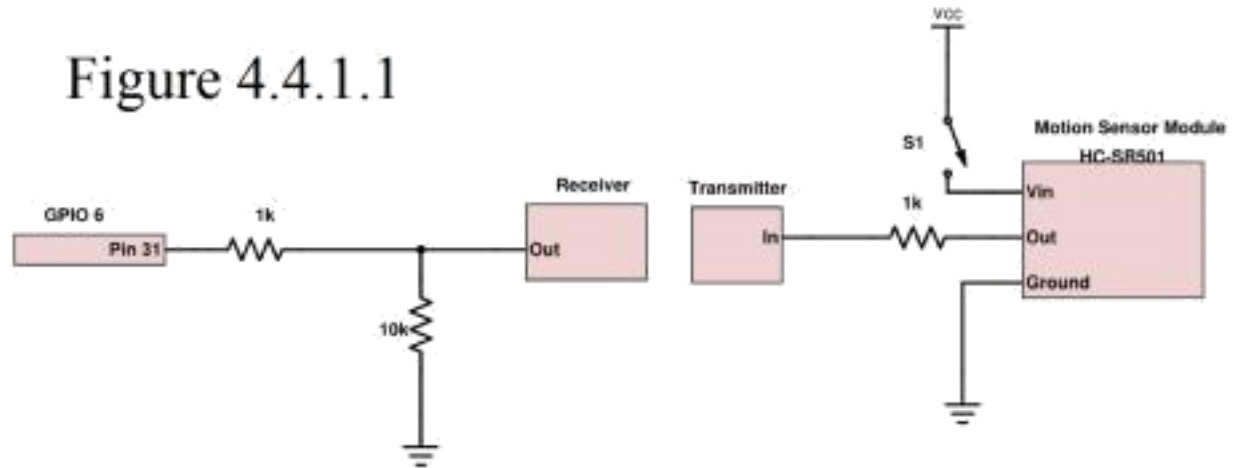 Figure 4.4.1.1
GPIO 6
Pin 31
1k
10k
Receiver
Out
Transmitter
In
1k
Vcc
S1
Motion Sensor Module
HC-SR501
Vin
Out
Ground